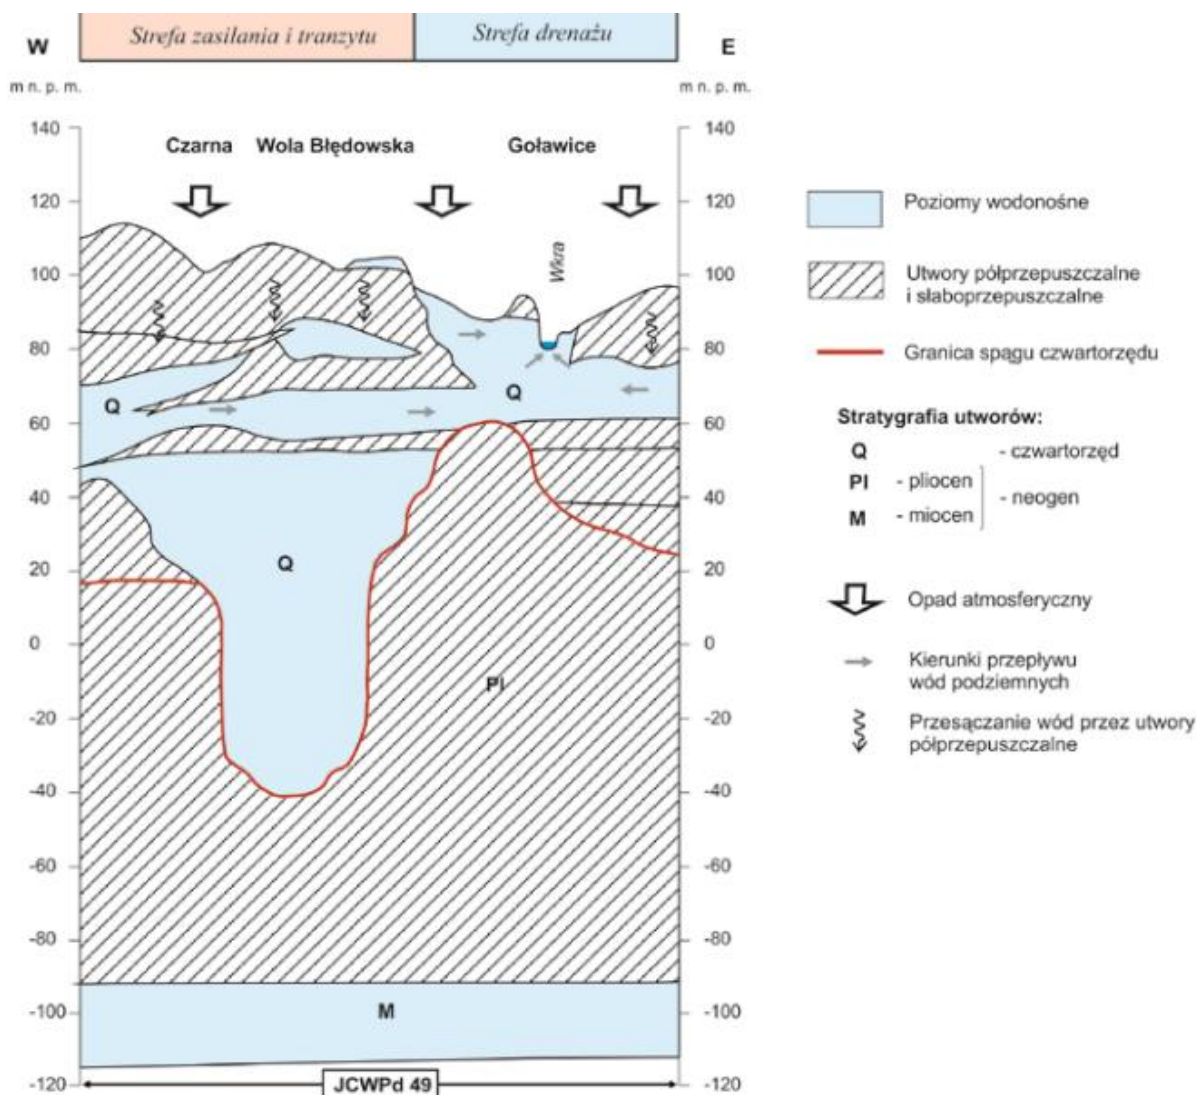 Strefa zasilania i tranzytu
Strefa drenażu
W
E
m n. p. m.
m n. p. m.
Czarna
Wola Błędowska
Goławice
Wkra
140
120
100
80
60
40
20
0
-20
-40
-60
-80
-100
-120
140
120
100
80
60
40
20
0
-20
-40
-60
-80
-100
-120
Q
Q
Q
Pl
M
JCWPd 49
Poziomy wodonośne
Utwory półprzepuszczalne
i słaboprzepuszczalne
Granica spągu czwartorzędu
Stratygrafia utworów:
Q - czwartorzęd
Pl - pliocen
- neogen
M - miocen
Opad atmosferyczny
Kierunki przepływu
wód podziemnych
Przesączanie wód przez utwory
półprzepuszczalne